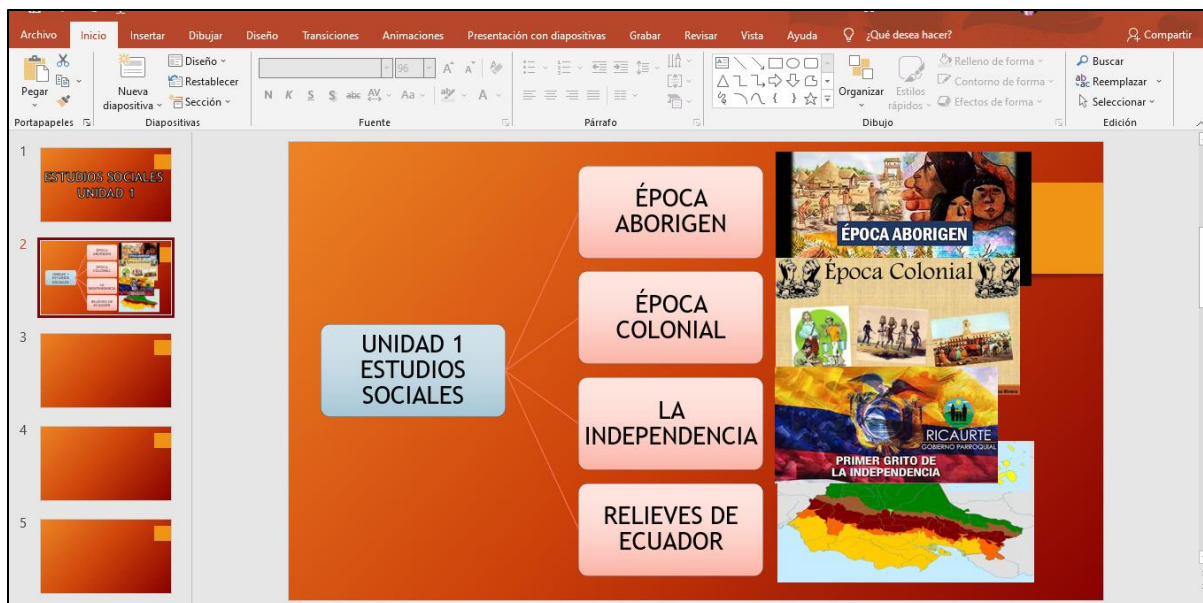 Archivo Inicio Insertar Dibujar Diseño Transiciones Animaciones Presentación con diapositivas Grabar Revisar Vista Ayuda ¿Qué desea hacer? Compartir
Pegar
Portapapeles
Nueva
diapositiva
Diseño
Restablecer
Sección
Diapositivas
96 A A
N K S S abc AV Aa A
Fuente
Párrafo
Organizar
Estilos
rápidos
Relleno de forma
Contorno de forma
Efectos de forma
Dibujo
Buscar
Reemplazar
Seleccionar
Edición
1
ESTUDIOS SOCIALES
UNIDAD 1
2
3
4
5
UNIDAD 1
ESTUDIOS
SOCIALES
ÉPOCA
ABORIGEN
ÉPOCA
COLONIAL
LA
INDEPENDENCIA
RELIEVES DE
ECUADOR
ÉPOCA ABORIGEN
Época Colonial
RICAURTE
GOBIERNO PARROQUIAL
PRIMER GRITO DE
LA INDEPENDENCIA